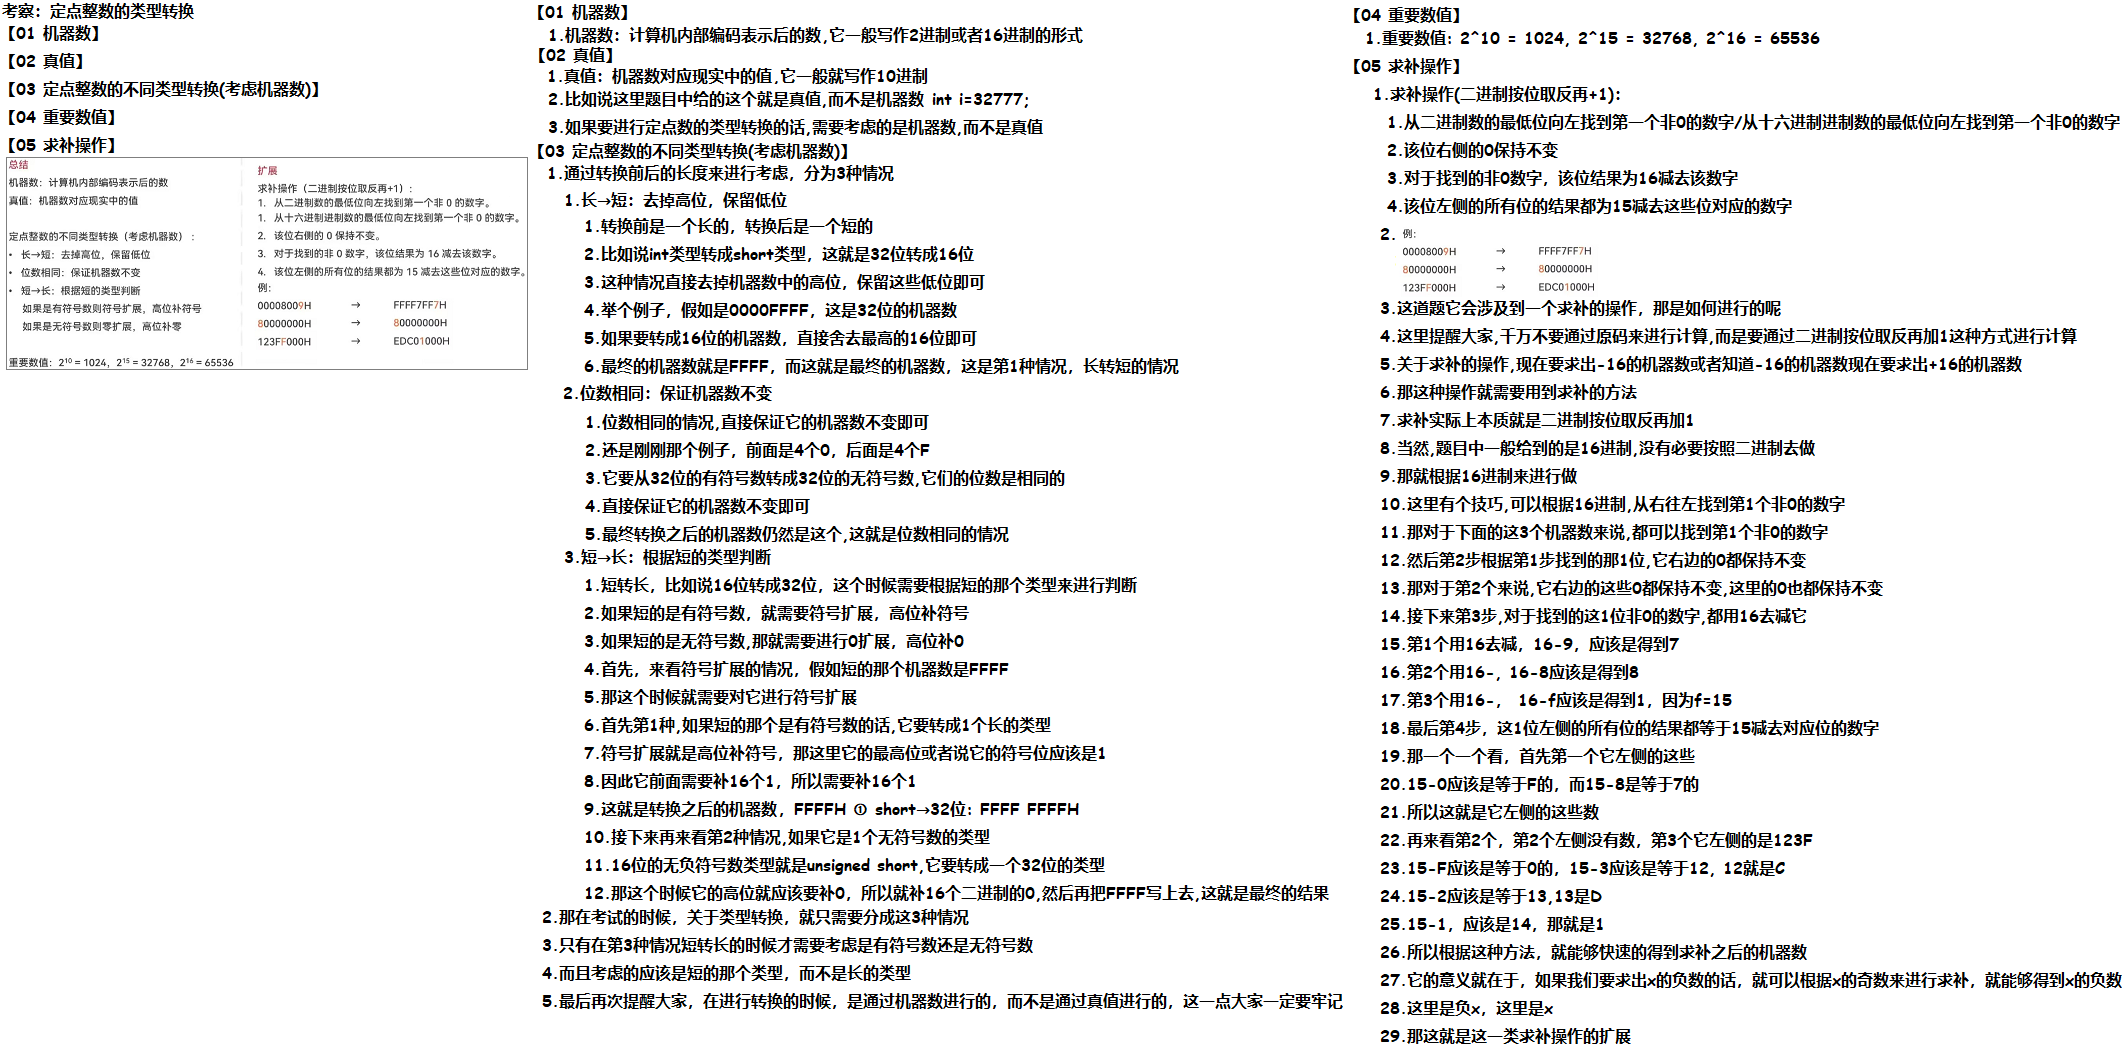 考察：定点整数的类型转换
【01 机器数】
【02 真值】
【03 定点整数的不同类型转换(考虑机器数)】
【04 重要数值】
【05 求补操作】
总结
机器数：计算机内部编码表示后的数
真值：机器数对应现实中的值
定点整数的不同类型转换（考虑机器数）：
• 长→短：去掉高位，保留低位
• 位数相同：保证机器数不变
• 短→长：根据短的类型判断
如果是有符号数则符号扩展，高位补符号
如果是无符号数则零扩展，高位补零
重要数值：2¹⁰ = 1024，2¹⁵ = 32768，2¹⁶ = 65536
扩展
求补操作（二进制按位取反再+1）：
1. 从二进制数的最低位向左找到第一个非 0 的数字。
1. 从十六进制进制数的最低位向左找到第一个非 0 的数字。
2. 该位右侧的 0 保持不变。
3. 对于找到的非 0 数字，该位结果为 16 减去该数字。
4. 该位左侧的所有位的结果都为 15 减去这些位对应的数字。
例：
00008009H → FFFF7FF7H
80000000H → 80000000H
123FF000H → EDC01000H
【01 机器数】
1.机器数：计算机内部编码表示后的数,它一般写作2进制或者16进制的形式
【02 真值】
1.真值：机器数对应现实中的值,它一般就写作10进制
2.比如说这里题目中给的这个就是真值,而不是机器数 int i=32777;
3.如果要进行定点数的类型转换的话,需要考虑的是机器数,而不是真值
【03 定点整数的不同类型转换(考虑机器数)】
1.通过转换前后的长度来进行考虑，分为3种情况
1.长→短：去掉高位，保留低位
1.转换前是一个长的，转换后是一个短的
2.比如说int类型转成short类型，这就是32位转成16位
3.这种情况直接去掉机器数中的高位，保留这些低位即可
4.举个例子，假如是0000FFFF，这是32位的机器数
5.如果要转成16位的机器数，直接舍去最高的16位即可
6.最终的机器数就是FFFF，而这就是最终的机器数，这是第1种情况，长转短的情况
2.位数相同：保证机器数不变
1.位数相同的情况,直接保证它的机器数不变即可
2.还是刚刚那个例子，前面是4个0，后面是4个F
3.它要从32位的有符号数转成32位的无符号数,它们的位数是相同的
4.直接保证它的机器数不变即可
5.最终转换之后的机器数仍然是这个,这就是位数相同的情况
3.短→长：根据短的类型判断
1.短转长，比如说16位转成32位，这个时候需要根据短的那个类型来进行判断
2.如果短的是有符号数，就需要符号扩展，高位补符号
3.如果短的是无符号数,那就需要进行0扩展，高位补0
4.首先，来看符号扩展的情况，假如短的那个机器数是FFFF
5.那这个时候就需要对它进行符号扩展
6.首先第1种,如果短的那个是有符号数的话,它要转成1个长的类型
7.符号扩展就是高位补符号，那这里它的最高位或者说它的符号位应该是1
8.因此它前面需要补16个1，所以需要补16个1
9.这就是转换之后的机器数，FFFFH ① short→32位：FFFF FFFFH
10.接下来再来看第2种情况,如果它是1个无符号数的类型
11.16位的无负符号数类型就是unsigned short,它要转成一个32位的类型
12.那这个时候它的高位就应该要补0，所以就补16个二进制的0,然后再把FFFF写上去,这就是最终的结果
2.那在考试的时候，关于类型转换，就只需要分成这3种情况
3.只有在第3种情况短转长的时候才需要考虑是有符号数还是无符号数
4.而且考虑的应该是短的那个类型，而不是长的类型
5.最后再次提醒大家，在进行转换的时候，是通过机器数进行的，而不是通过真值进行的，这一点大家一定要牢记
【04 重要数值】
1.重要数值：2^10 = 1024, 2^15 = 32768, 2^16 = 65536
【05 求补操作】
1.求补操作(二进制按位取反再+1)：
1.从二进制数的最低位向左找到第一个非0的数字/从十六进制进制数的最低位向左找到第一个非0的数字
2.该位右侧的0保持不变
3.对于找到的非0数字，该位结果为16减去该数字
4.该位左侧的所有位的结果都为15减去这些位对应的数字
2. 例：
00008009H → FFFF7FF7H
80000000H → 80000000H
123FF000H → EDC01000H
3.这道题它会涉及到一个求补的操作，那是如何进行的呢
4.这里提醒大家,千万不要通过原码来进行计算,而是要通过二进制按位取反再加1这种方式进行计算
5.关于求补的操作,现在要求出-16的机器数或者知道-16的机器数现在要求出+16的机器数
6.那这种操作就需要用到求补的方法
7.求补实际上本质就是二进制按位取反再加1
8.当然,题目中一般给到的是16进制,没有必要按照二进制去做
9.那就根据16进制来进行做
10.这里有个技巧,可以根据16进制,从右往左找到第1个非0的数字
11.那对于下面的这3个机器数来说,都可以找到第1个非0的数字
12.然后第2步根据第1步找到的那1位,它右边的0都保持不变
13.那对于第2个来说,它右边的这些0都保持不变,这里的0也都保持不变
14.接下来第3步,对于找到的这1位非0的数字,都用16去减它
15.第1个用16去减，16-9，应该是得到7
16.第2个用16-，16-8应该是得到8
17.第3个用16-， 16-f应该是得到1，因为f=15
18.最后第4步，这1位左侧的所有位的结果都等于15减去对应位的数字
19.那一个一个看，首先第一个它左侧的这些
20.15-0应该是等于F的，而15-8是等于7的
21.所以这就是它左侧的这些数
22.再来看第2个，第2个左侧没有数，第3个它左侧的是123F
23.15-F应该是等于0的，15-3应该是等于12，12就是C
24.15-2应该是等于13,13是D
25.15-1，应该是14，那就是1
26.所以根据这种方法，就能够快速的得到求补之后的机器数
27.它的意义就在于，如果我们要求出x的负数的话，就可以根据x的奇数来进行求补，就能够得到x的负数
28.这里是负x，这里是x
29.那这就是这一类求补操作的扩展